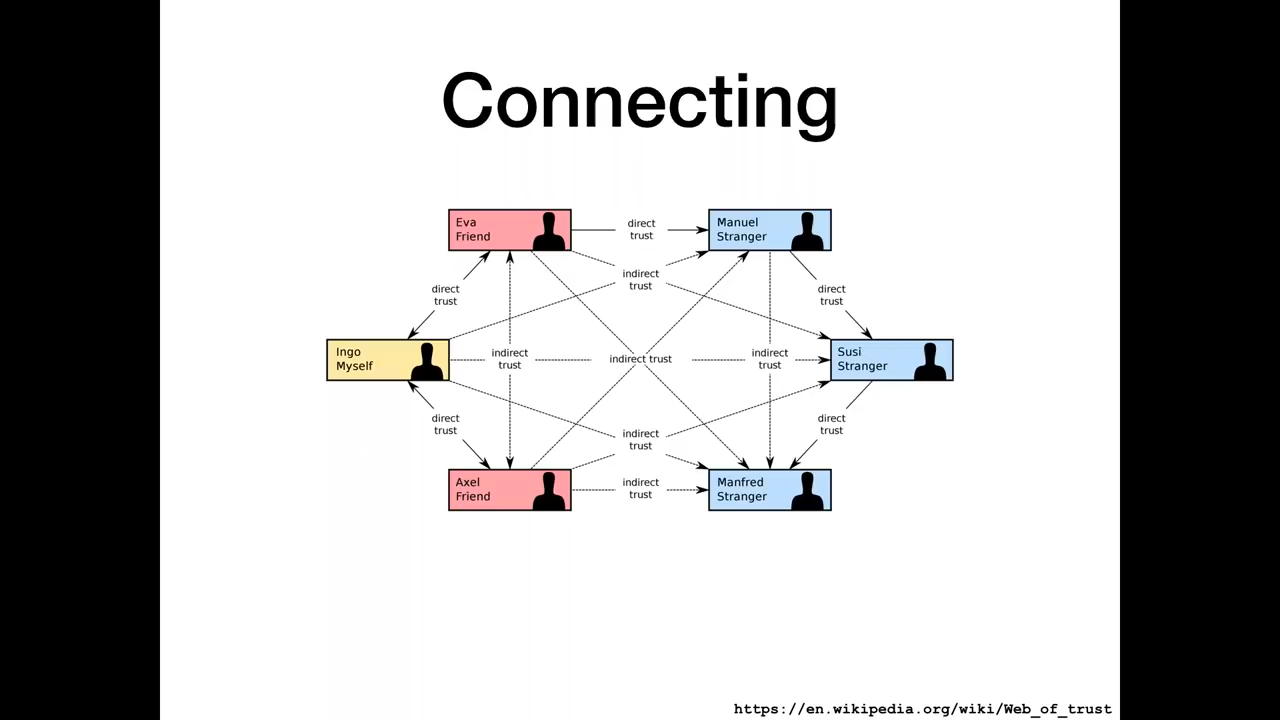 Connecting
Eva
Friend
direct
trust
Manuel
Stranger
indirect
trust
direct
trust
direct
trust
Ingo
Myself
indirect
trust
indirect trust
indirect
trust
Susi
Stranger
direct
trust
indirect
trust
direct
trust
Axel
Friend
indirect
trust
Manfred
Stranger
https://en.wikipedia.org/wiki/Web_of_trust